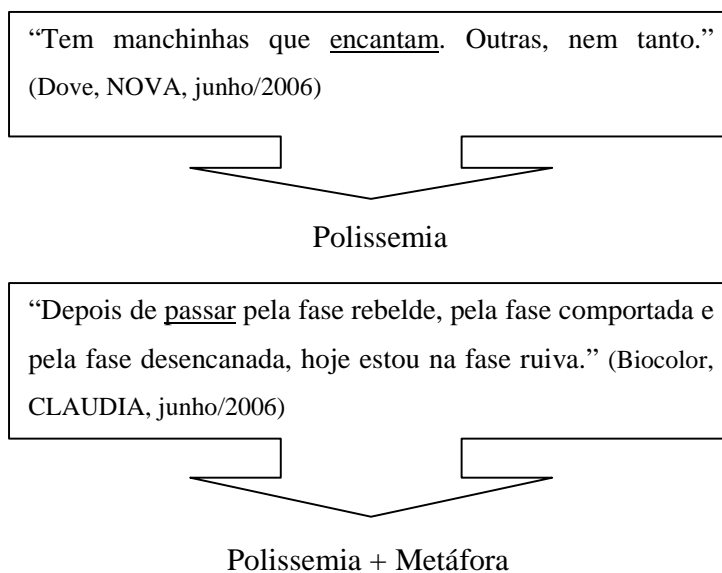 “Tem manchinhas que encantam. Outras, nem tanto.”
(Dove, NOVA, junho/2006)
Polissemia
“Depois de passar pela fase rebelde, pela fase comportada e
pela fase desencanada, hoje estou na fase ruiva.” (Biocolor,
CLAUDIA, junho/2006)
Polissemia + Metáfora